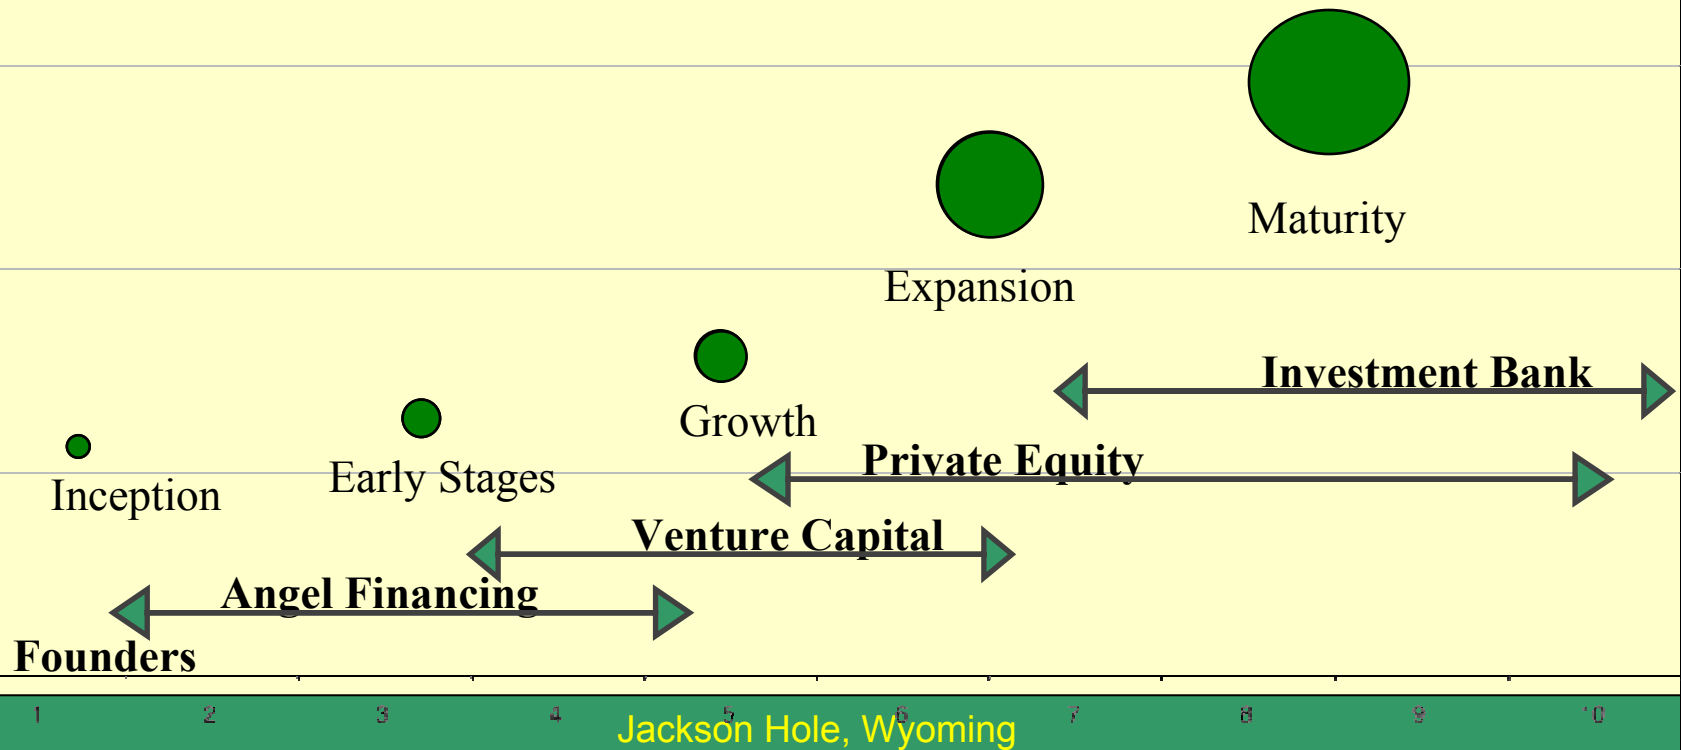 Maturity
Expansion
Investment Bank
Growth
Private Equity
Early Stages
Inception
Venture Capital
Angel Financing
Founders
1 2 3 4 5 6 7 8 9 10
Jackson Hole, Wyoming